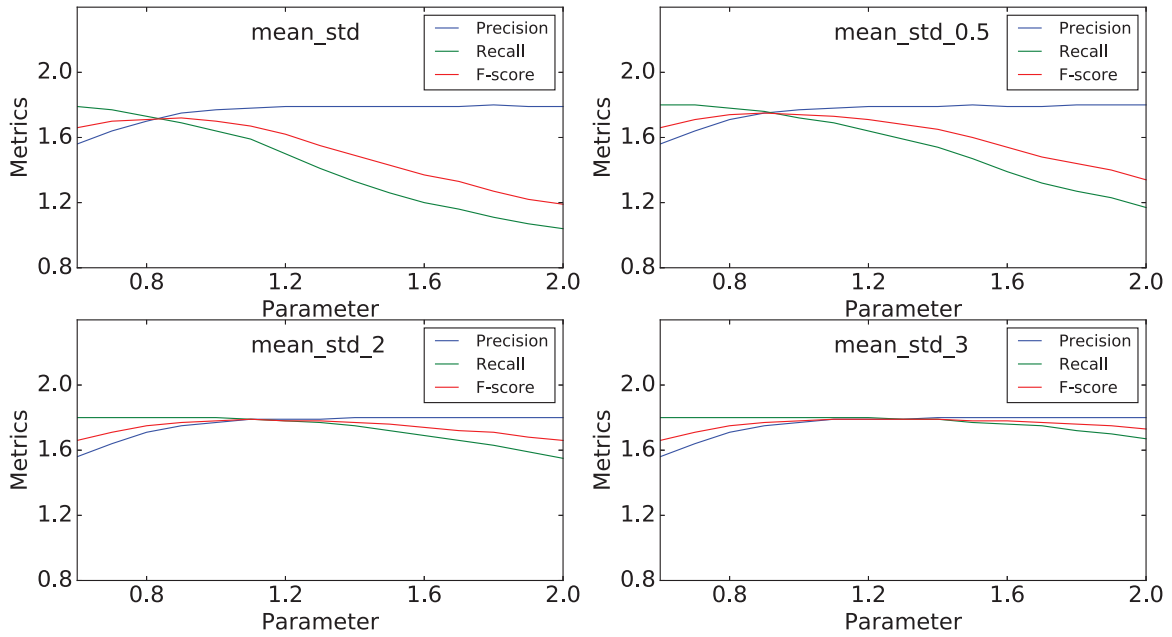 mean_std
Precision
Recall
F-score
2.0
1.6
1.2
0.8
Metrics
0.8 1.2 1.6 2.0
Parameter
mean_std_0.5
Precision
Recall
F-score
2.0
1.6
1.2
0.8
Metrics
0.8 1.2 1.6 2.0
Parameter
mean_std_2
Precision
Recall
F-score
2.0
1.6
1.2
0.8
Metrics
0.8 1.2 1.6 2.0
Parameter
mean_std_3
Precision
Recall
F-score
2.0
1.6
1.2
0.8
Metrics
0.8 1.2 1.6 2.0
Parameter